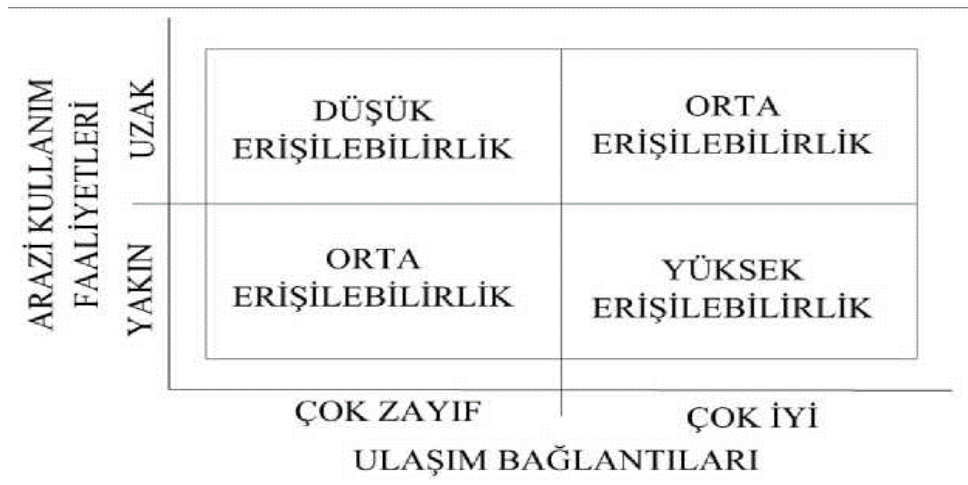 ARAZİ KULLANIM
FAALİYETLERİ
UZAK
YAKIN
DÜŞÜK
ERİŞİLEBİLİRLİK
ORTA
ERİŞİLEBİLİRLİK
ORTA
ERİŞİLEBİLİRLİK
YÜKSEK
ERİŞİLEBİLİRLİK
ÇOK ZAYIF
ÇOK İYİ
ULAŞIM BAĞLANTILARI